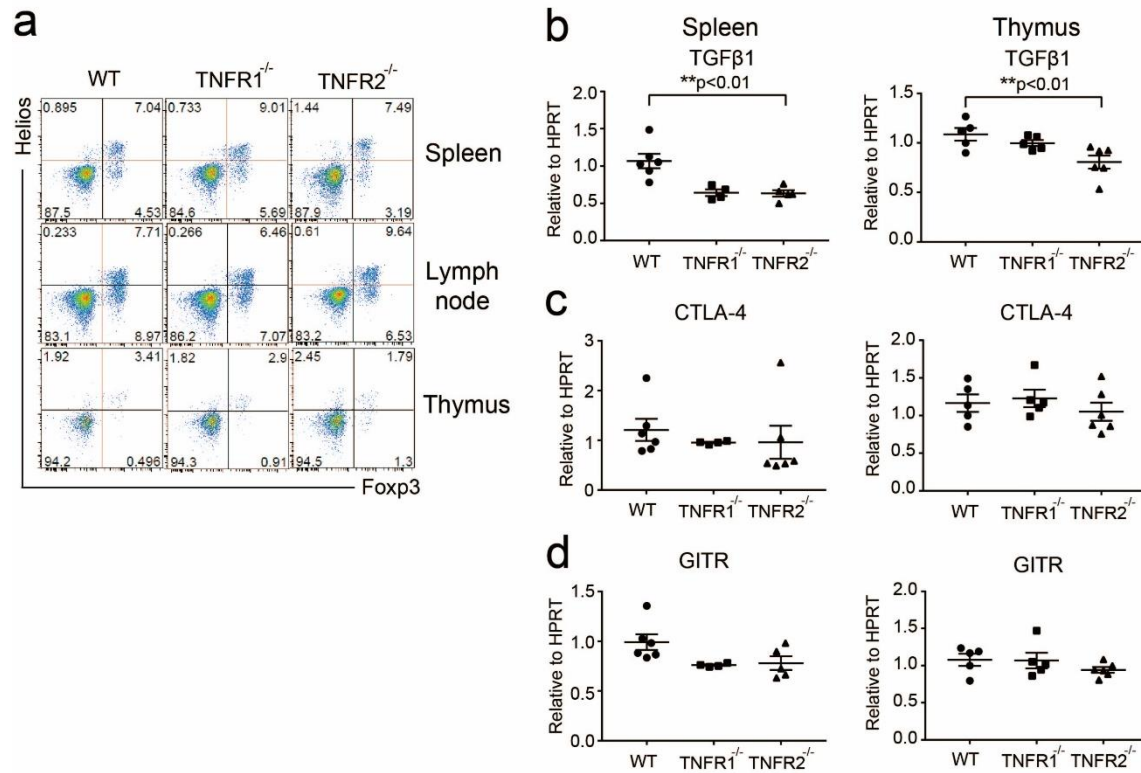 a
WT TNFR1-/- TNFR2-/-
Helios
0.895 7.04 0.733 9.01 1.44 7.49
Spleen
87.5 4.53 84.6 5.69 87.9 3.19
0.233 7.71 0.266 6.46 0.61 9.64
Lymph
node
83.1 8.97 86.2 7.07 83.2 6.53
1.92 3.41 1.82 2.9 2.45 1.79
Thymus
94.2 0.496 94.3 0.91 94.5 1.3
Foxp3
b
Spleen
TGFβ1
**p<0.01
Relative to HPRT
2.0
1.5
1.0
0.5
0.0
WT TNFR1-/- TNFR2-/-
Thymus
TGFβ1
**p<0.01
Relative to HPRT
1.5
1.0
0.5
0.0
WT TNFR1-/- TNFR2-/-
c
CTLA-4
Relative to HPRT
3
2
1
0
WT TNFR1-/- TNFR2-/-
CTLA-4
Relative to HPRT
2.0
1.5
1.0
0.5
0.0
WT TNFR1-/- TNFR2-/-
d
GITR
Relative to HPRT
1.5
1.0
0.5
0.0
WT TNFR1-/- TNFR2-/-
GITR
Relative to HPRT
2.0
1.5
1.0
0.5
0.0
WT TNFR1-/- TNFR2-/-